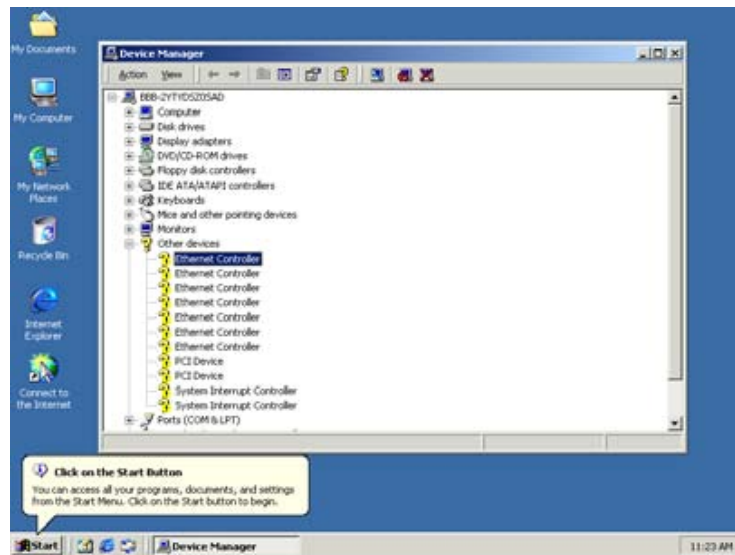 My Documents
My Computer
My Network
Places
Recycle Bin
Internet
Explorer
Connect to
the Internet
Device Manager
Action View
BBB-2YTYDSZOSAD
Computer
Disk drives
Display adapters
DVD/CD-ROM drives
Floppy disk controllers
IDE ATA/ATAPI controllers
Keyboards
Mice and other pointing devices
Monitors
Other devices
Ethernet Controller
Ethernet Controller
Ethernet Controller
Ethernet Controller
Ethernet Controller
Ethernet Controller
Ethernet Controller
PCI Device
PCI Device
System Interrupt Controller
System Interrupt Controller
Ports (COM & LPT)
Click on the Start Button
You can access all your programs, documents, and settings
from the Start Menu. Click on the Start button to begin.
Start
Device Manager
11:23 AM